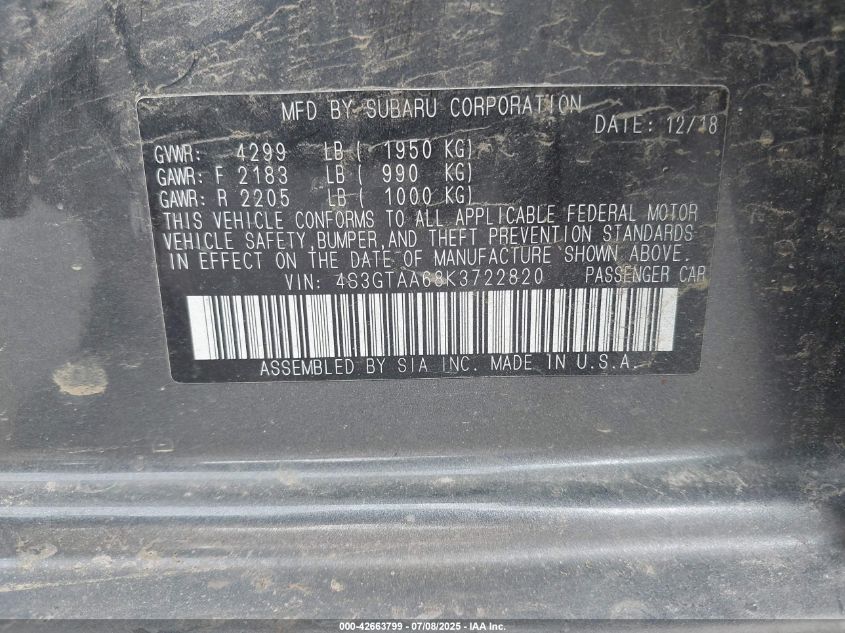 MFD BY SUBARU CORPORATION
DATE: 12/18
GVWR: 4299 LB ( 1950 KG)
GAWR: F 2183 LB ( 990 KG)
GAWR: R 2205 LB ( 1000 KG)
THIS VEHICLE CONFORMS TO ALL APPLICABLE FEDERAL MOTOR
VEHICLE SAFETY,BUMPER,AND THEFT PREVENTION STANDARDS
IN EFFECT ON THE DATE OF MANUFACTURE SHOWN ABOVE.
VIN: 4S3GTAA68K3722820 PASSENGER CAR
ASSEMBLED BY SIA INC. MADE IN U.S.A.
000-42663799 - 07/08/2025 - IAA Inc.